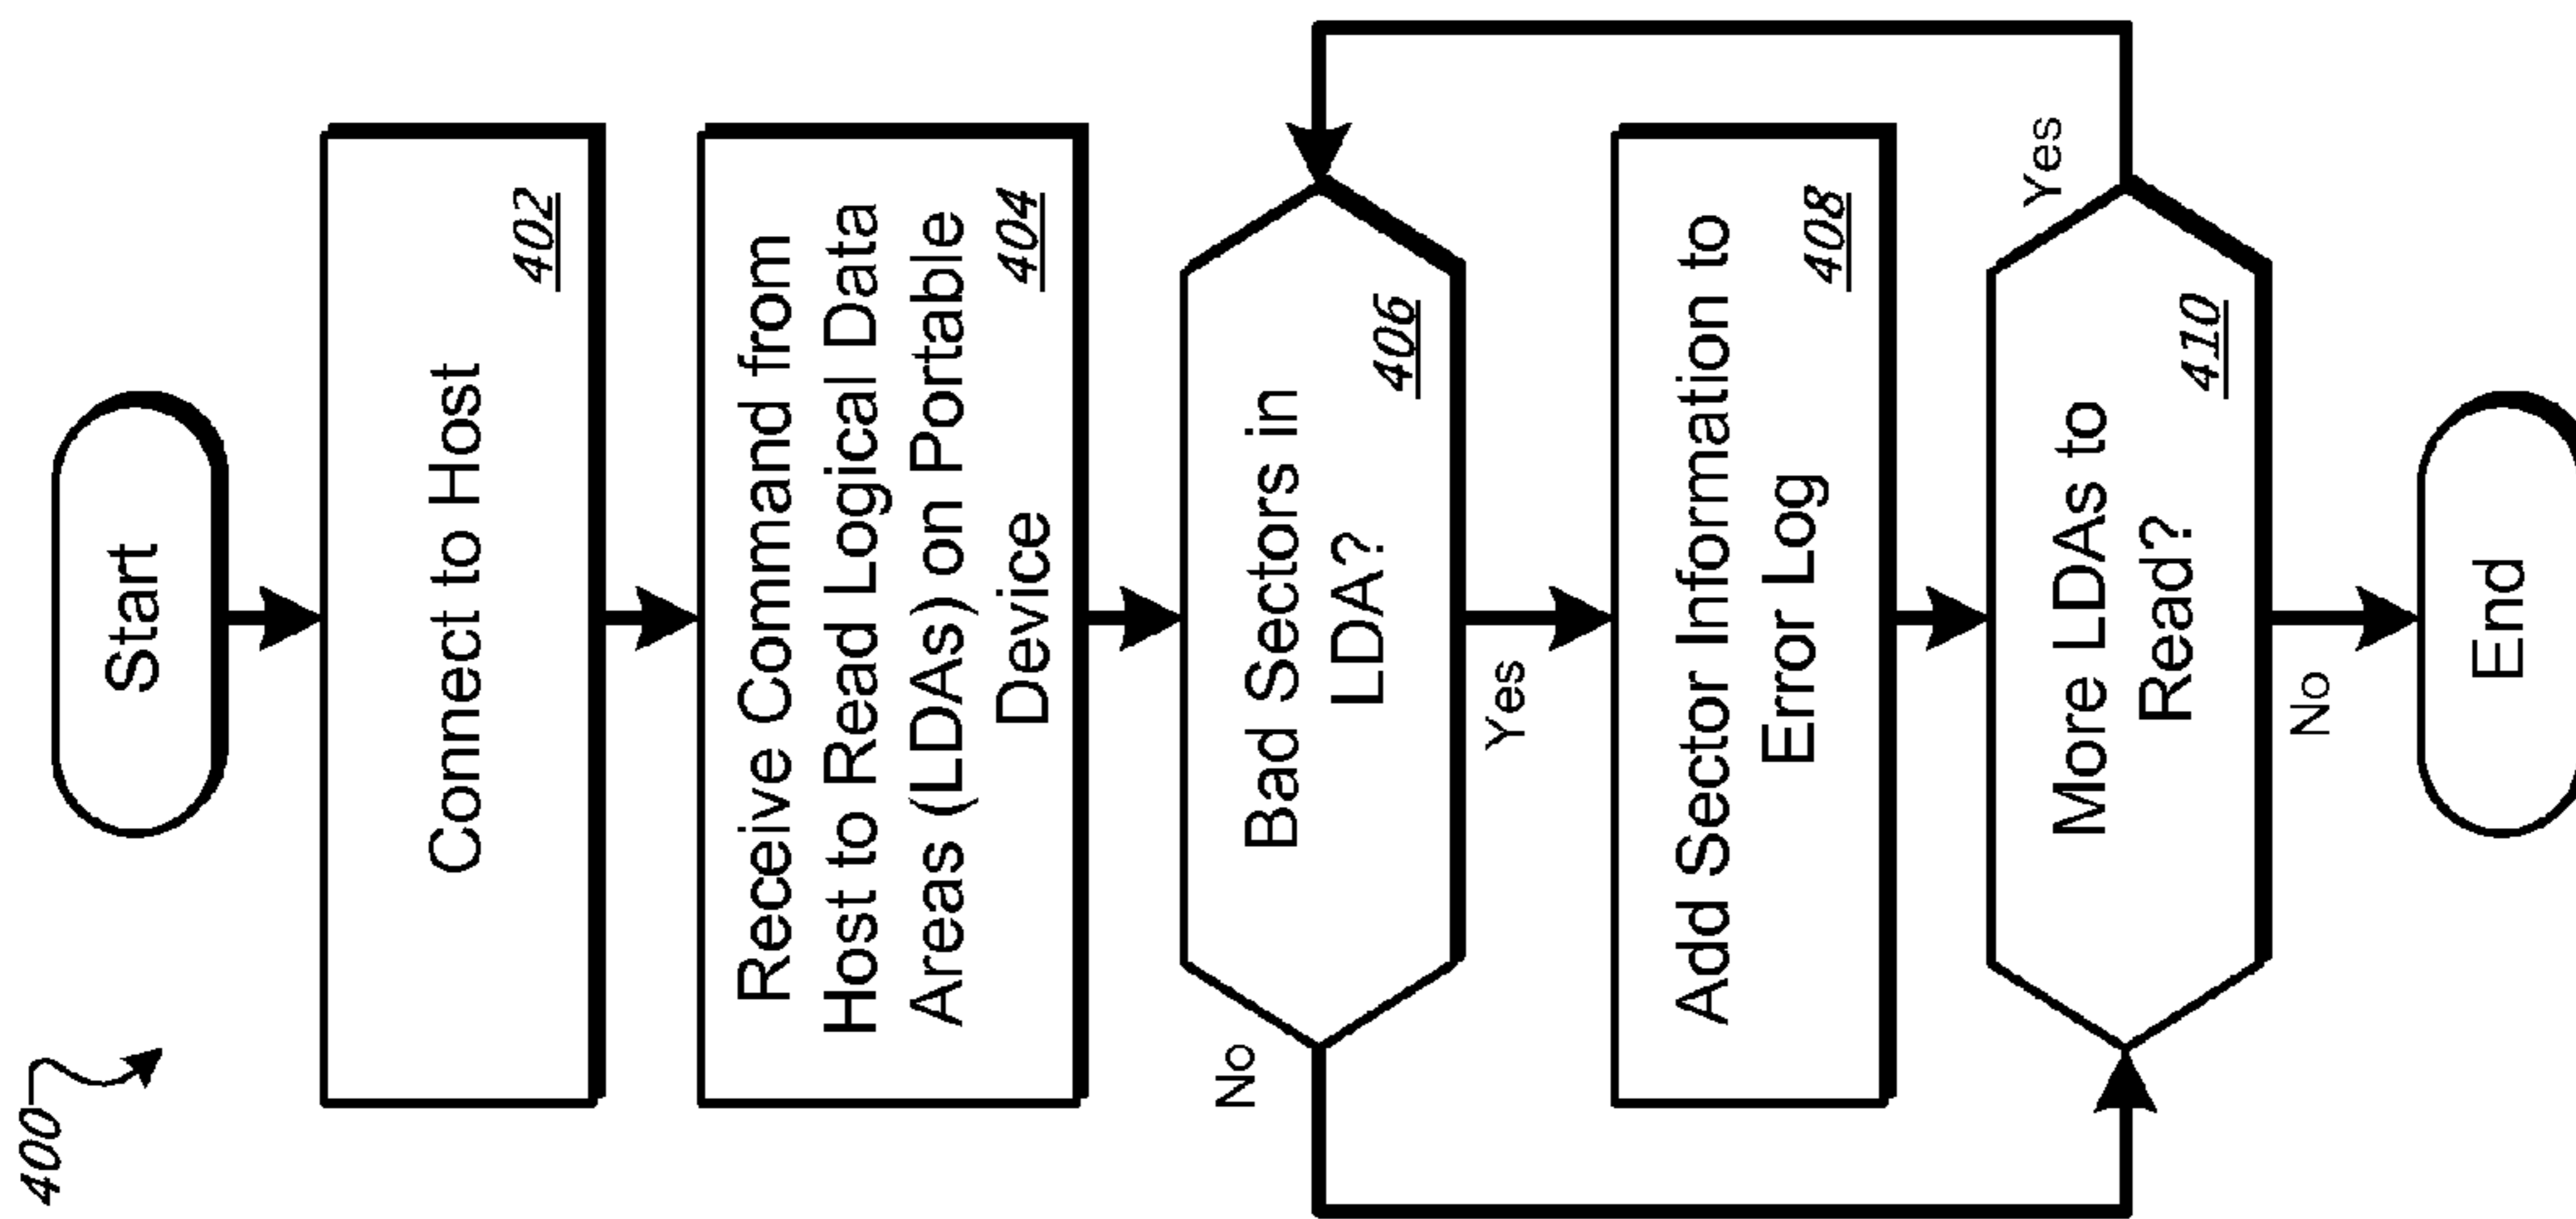 400
Start
Connect to Host
402
Receive Command from
Host to Read Logical Data
Areas (LDAs) on Portable
Device
404
Bad Sectors in
LDA?
406
No
Yes
Add Sector Information to
Error Log
408
More LDAs to
Read?
410
Yes
No
End